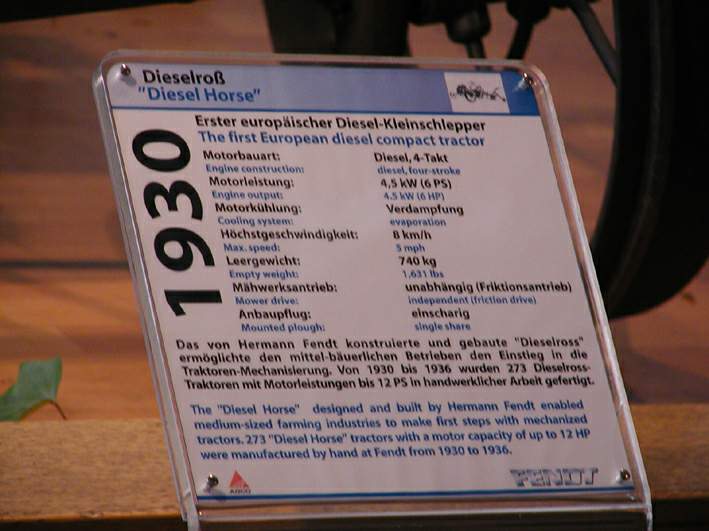 Dieselroß
"Diesel Horse"
1930
Erster europäischer Diesel-Kleinschlepper
The first European diesel compact tractor
Motorbauart: Diesel, 4-Takt
Engine construction: diesel, four-stroke
Motorleistung: 4,5 kW (6 PS)
Engine output: 4.5 kW (6 HP)
Motorkühlung: Verdampfung
Cooling system: evaporation
Höchstgeschwindigkeit: 8 km/h
Max. speed: 5 mph
Leergewicht: 740 kg
Empty weight: 1,631 lbs
Mähwerksantrieb: unabhängig (Friktionsantrieb)
Mower drive: independent (friction drive)
Anbaupflug: einscharig
Mounted plough: single share
Das von Hermann Fendt konstruierte und gebaute "Dieselross"
ermöglichte den mittel-bäuerlichen Betrieben den Einstieg in die
Traktoren-Mechanisierung. Von 1930 bis 1936 wurden 273 Dieselross-
Traktoren mit Motorleistungen bis 12 PS in handwerklicher Arbeit gefertigt.
The "Diesel Horse" designed and built by Hermann Fendt enabled
medium-sized farming industries to make first steps with mechanized
tractors. 273 "Diesel Horse" tractors with a motor capacity of up to 12 HP
were manufactured by hand at Fendt from 1930 to 1936.
AGCO FENDT